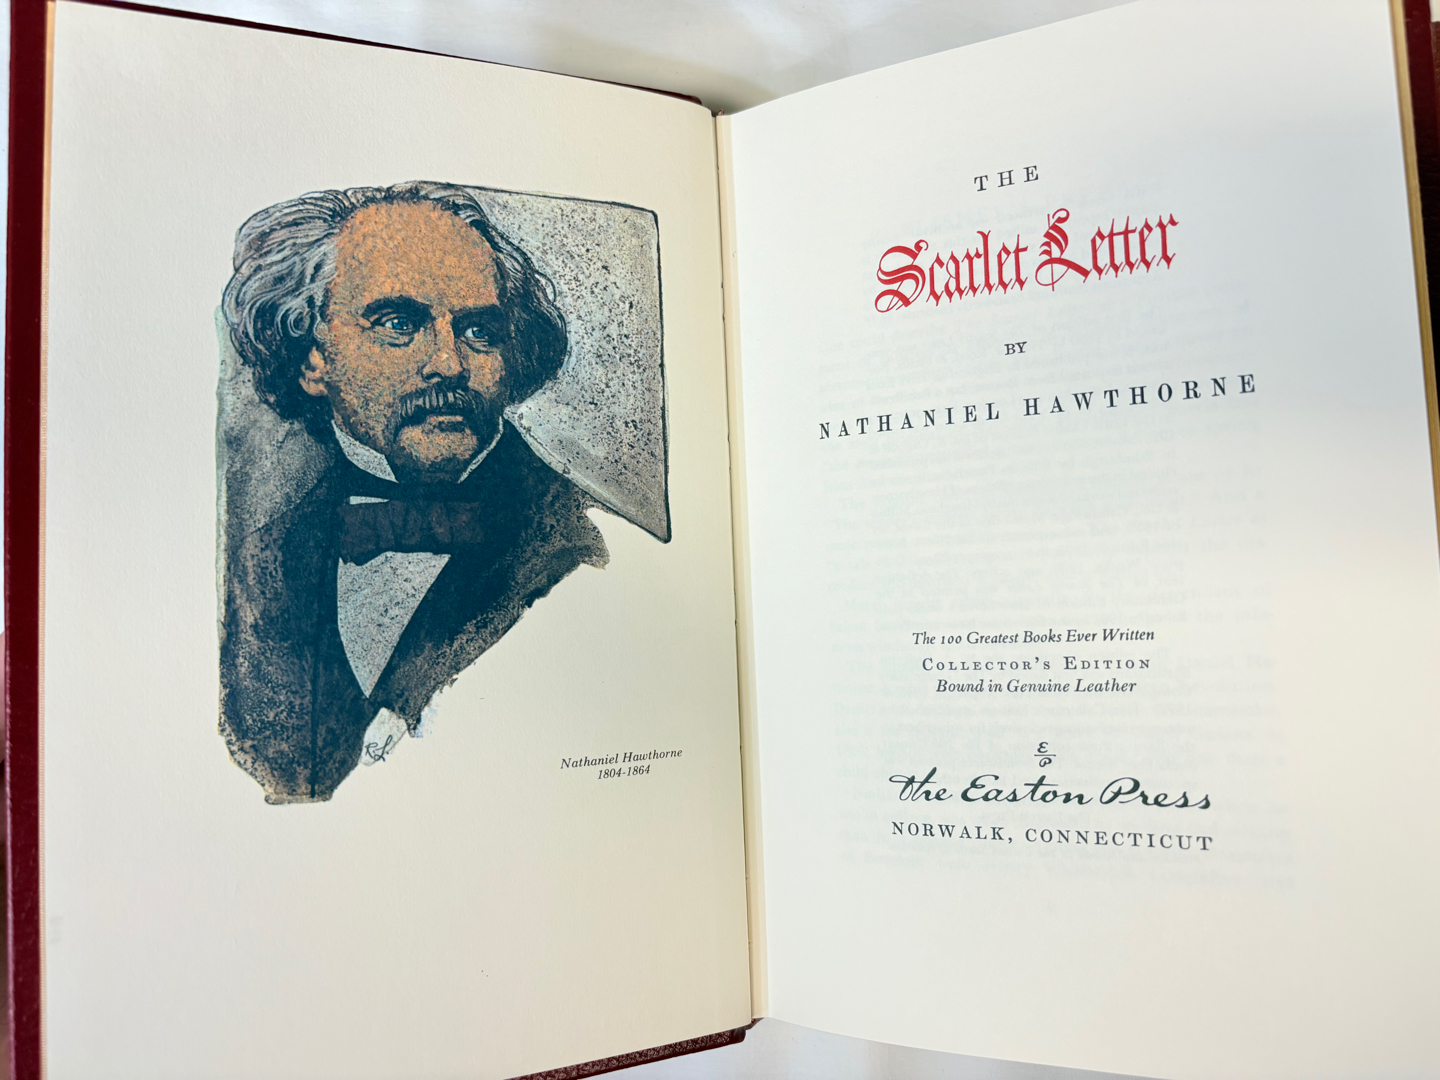 Nathaniel Hawthorne
1804-1864
RL
THE
Scarlet Letter
BY
NATHANIEL HAWTHORNE
The 100 Greatest Books Ever Written
COLLECTOR'S EDITION
Bound in Genuine Leather
E
P
The Easton Press
NORWALK, CONNECTICUT